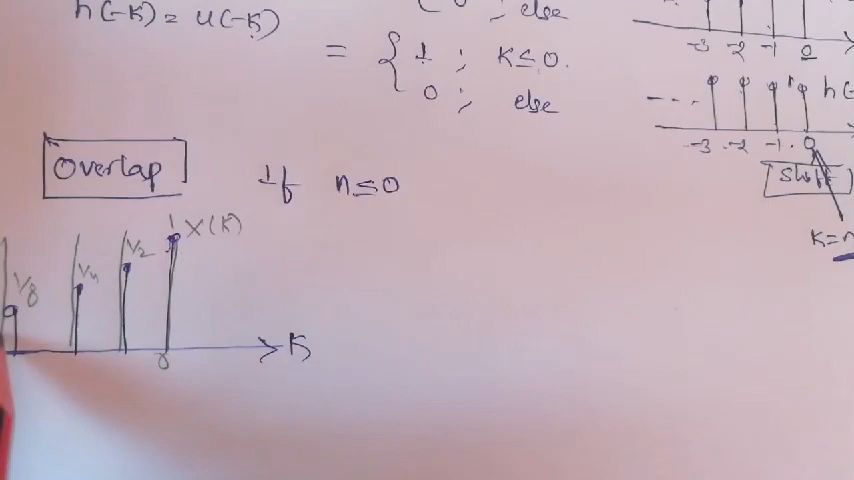 h(-K) = u(-K)
0 ; else
= { 1 ; K≤0.
0 ; else
-3 -2 -1 0
h(-
-3 -2 -1 0
Shift
K=n
Overlap
If n≤0
1/8 1/4 1/2 1 X(K)
0
K